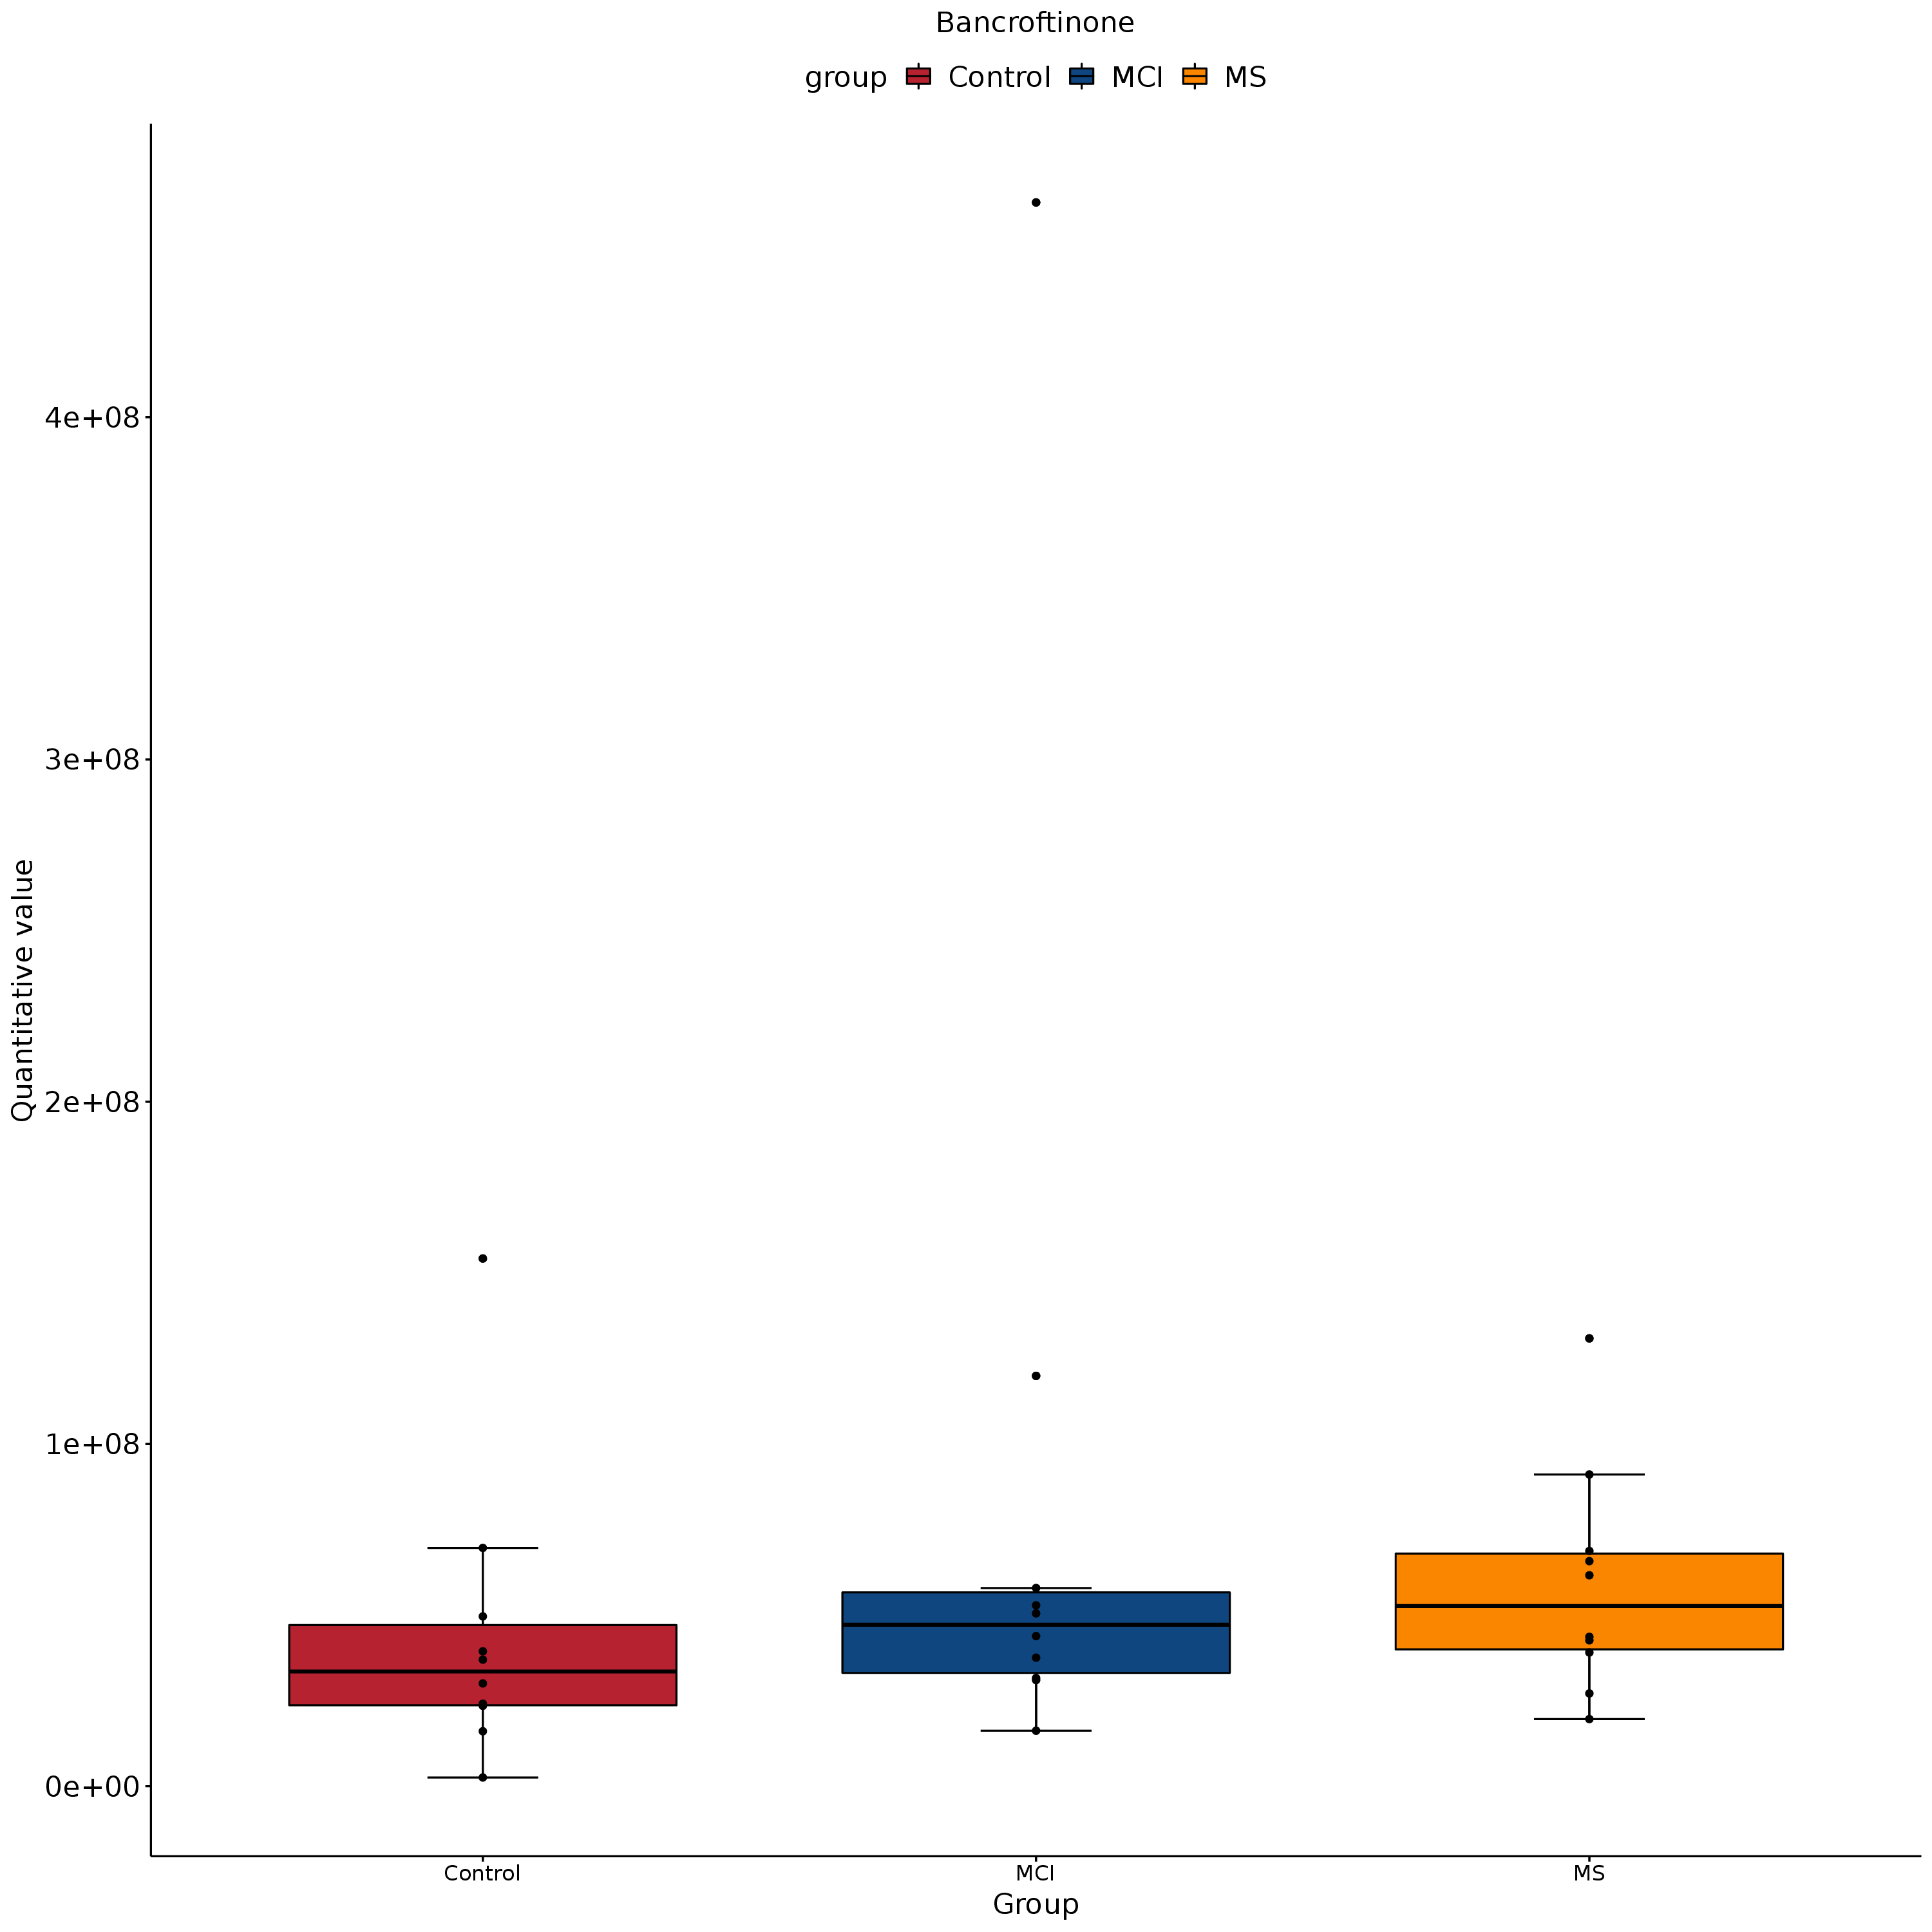 Bancroftinone
group Control MCI MS
Quantitative value
4e+08
3e+08
2e+08
1e+08
0e+00
Control MCI MS
Group